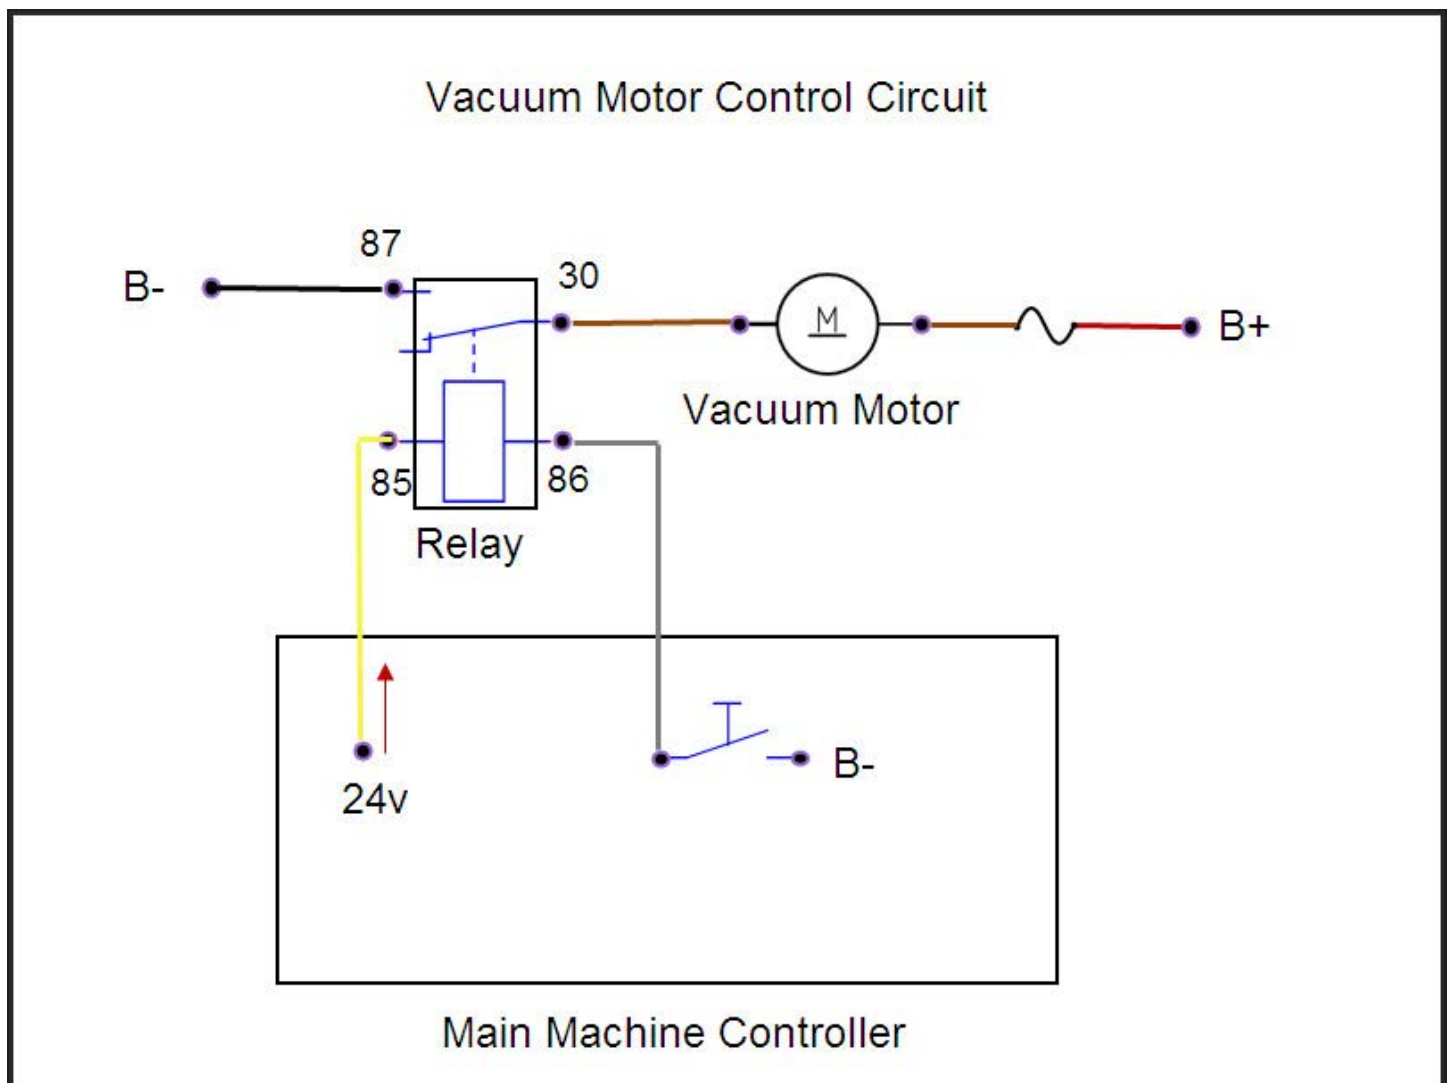 Vacuum Motor Control Circuit
87
30
B-
B+
M
Vacuum Motor
85
86
Relay
24v
B-
Main Machine Controller